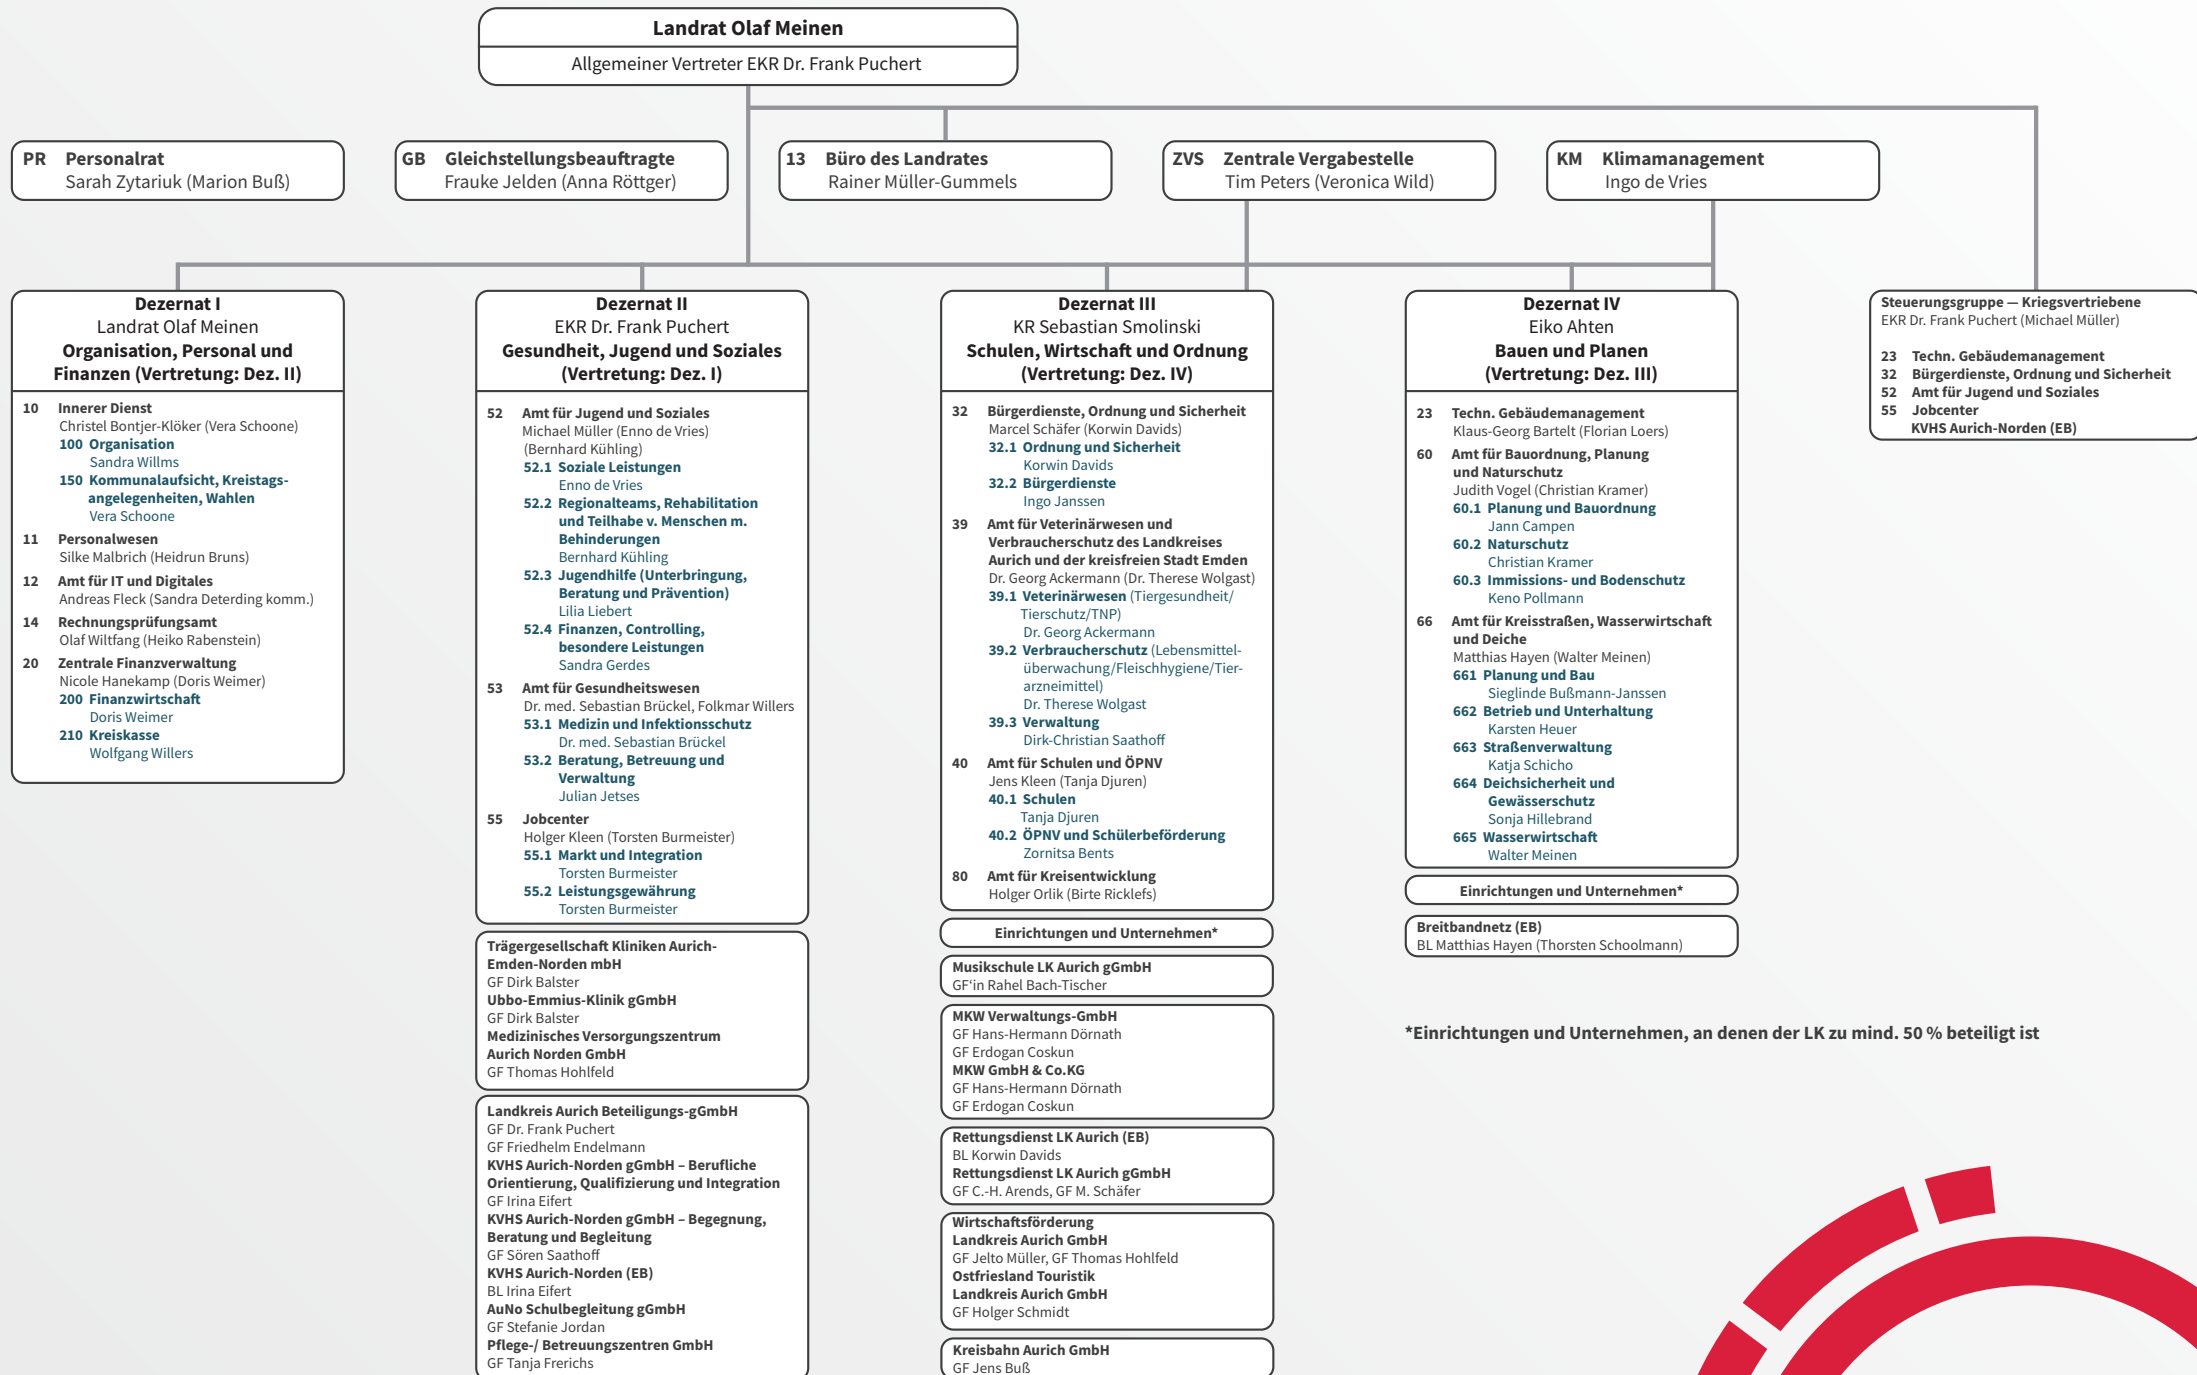 Landrat Olaf Meinen
Allgemeiner Vertreter EKR Dr. Frank Puchert
PR Personalrat
Sarah Zytariuk (Marion Buß)
GB Gleichstellungsbeauftragte
Frauke Jelden (Anna Röttger)
13 Büro des Landrates
Rainer Müller-Gummels
ZVS Zentrale Vergabestelle
Tim Peters (Veronica Wild)
KM Klimamanagement
Ingo de Vries
Dezernat I
Landrat Olaf Meinen
Organisation, Personal und
Finanzen (Vertretung: Dez. II)
10 Innerer Dienst
Christel Bontjer-Klöker (Vera Schoone)
100 Organisation
Sandra Willms
150 Kommunalaufsicht, Kreistags-
angelegenheiten, Wahlen
Vera Schoone
11 Personalwesen
Silke Malbrich (Heidrun Bruns)
12 Amt für IT und Digitales
Andreas Fleck (Sandra Deterding komm.)
14 Rechnungsprüfungsamt
Olaf Wiltfang (Heiko Rabenstein)
20 Zentrale Finanzverwaltung
Nicole Hanekamp (Doris Weimer)
200 Finanzwirtschaft
Doris Weimer
210 Kreiskasse
Wolfgang Willers
Dezernat II
EKR Dr. Frank Puchert
Gesundheit, Jugend und Soziales
(Vertretung: Dez. I)
52 Amt für Jugend und Soziales
Michael Müller (Enno de Vries)
(Bernhard Kühling)
52.1 Soziale Leistungen
Enno de Vries
52.2 Regionalteams, Rehabilitation
und Teilhabe v. Menschen m.
Behinderungen
Bernhard Kühling
52.3 Jugendhilfe (Unterbringung,
Beratung und Prävention)
Lilia Liebert
52.4 Finanzen, Controlling,
besondere Leistungen
Sandra Gerdes
53 Amt für Gesundheitswesen
Dr. med. Sebastian Brückel, Folkmar Willers
53.1 Medizin und Infektionsschutz
Dr. med. Sebastian Brückel
53.2 Beratung, Betreuung und
Verwaltung
Julian Jetses
55 Jobcenter
Holger Kleen (Torsten Burmeister)
55.1 Markt und Integration
Torsten Burmeister
55.2 Leistungsgewährung
Torsten Burmeister
Trägergesellschaft Kliniken Aurich-
Emden-Norden mbH
GF Dirk Balster
Ubbo-Emmius-Klinik gGmbH
GF Dirk Balster
Medizinisches Versorgungszentrum
Aurich Norden GmbH
GF Thomas Hohlfeld
Landkreis Aurich Beteiligungs-gGmbH
GF Dr. Frank Puchert
GF Friedhelm Endelmann
KVHS Aurich-Norden gGmbH – Berufliche
Orientierung, Qualifizierung und Integration
GF Irina Eifert
KVHS Aurich-Norden gGmbH – Begegnung,
Beratung und Begleitung
GF Sören Saathoff
KVHS Aurich-Norden (EB)
BL Irina Eifert
AuNo Schulbegleitung gGmbH
GF Stefanie Jordan
Pflege-/ Betreuungszentren GmbH
GF Tanja Frerichs
Dezernat III
KR Sebastian Smolinski
Schulen, Wirtschaft und Ordnung
(Vertretung: Dez. IV)
32 Bürgerdienste, Ordnung und Sicherheit
Marcel Schäfer (Korwin Davids)
32.1 Ordnung und Sicherheit
Korwin Davids
32.2 Bürgerdienste
Ingo Janssen
39 Amt für Veterinärwesen und
Verbraucherschutz des Landkreises
Aurich und der kreisfreien Stadt Emden
Dr. Georg Ackermann (Dr. Therese Wolgast)
39.1 Veterinärwesen (Tiergesundheit/
Tierschutz/TNP)
Dr. Georg Ackermann
39.2 Verbraucherschutz (Lebensmittel-
überwachung/Fleischhygiene/Tier-
arzneimittel)
Dr. Therese Wolgast
39.3 Verwaltung
Dirk-Christian Saathoff
40 Amt für Schulen und ÖPNV
Jens Kleen (Tanja Djuren)
40.1 Schulen
Tanja Djuren
40.2 ÖPNV und Schülerbeförderung
Zornitsa Bents
80 Amt für Kreisentwicklung
Holger Orlik (Birte Ricklefs)
Einrichtungen und Unternehmen*
Musikschule LK Aurich gGmbH
GF‘in Rahel Bach-Tischer
MKW Verwaltungs-GmbH
GF Hans-Hermann Dörnath
GF Erdogan Coskun
MKW GmbH & Co.KG
GF Hans-Hermann Dörnath
GF Erdogan Coskun
Rettungsdienst LK Aurich (EB)
BL Korwin Davids
Rettungsdienst LK Aurich gGmbH
GF C.-H. Arends, GF M. Schäfer
Wirtschaftsförderung
Landkreis Aurich GmbH
GF Jelto Müller, GF Thomas Hohlfeld
Ostfriesland Touristik
Landkreis Aurich GmbH
GF Holger Schmidt
Kreisbahn Aurich GmbH
GF Jens Buß
Dezernat IV
Eiko Ahten
Bauen und Planen
(Vertretung: Dez. III)
23 Techn. Gebäudemanagement
Klaus-Georg Bartelt (Florian Loers)
60 Amt für Bauordnung, Planung
und Naturschutz
Judith Vogel (Christian Kramer)
60.1 Planung und Bauordnung
Jann Campen
60.2 Naturschutz
Christian Kramer
60.3 Immissions- und Bodenschutz
Keno Pollmann
66 Amt für Kreisstraßen, Wasserwirtschaft
und Deiche
Matthias Hayen (Walter Meinen)
661 Planung und Bau
Sieglinde Bußmann-Janssen
662 Betrieb und Unterhaltung
Karsten Heuer
663 Straßenverwaltung
Katja Schicho
664 Deichsicherheit und
Gewässerschutz
Sonja Hillebrand
665 Wasserwirtschaft
Walter Meinen
Einrichtungen und Unternehmen*
Breitbandnetz (EB)
BL Matthias Hayen (Thorsten Schoolmann)
*Einrichtungen und Unternehmen, an denen der LK zu mind. 50 % beteiligt ist
Steuerungsgruppe — Kriegsvertriebene
EKR Dr. Frank Puchert (Michael Müller)
23 Techn. Gebäudemanagement
32 Bürgerdienste, Ordnung und Sicherheit
52 Amt für Jugend und Soziales
55 Jobcenter
KVHS Aurich-Norden (EB)